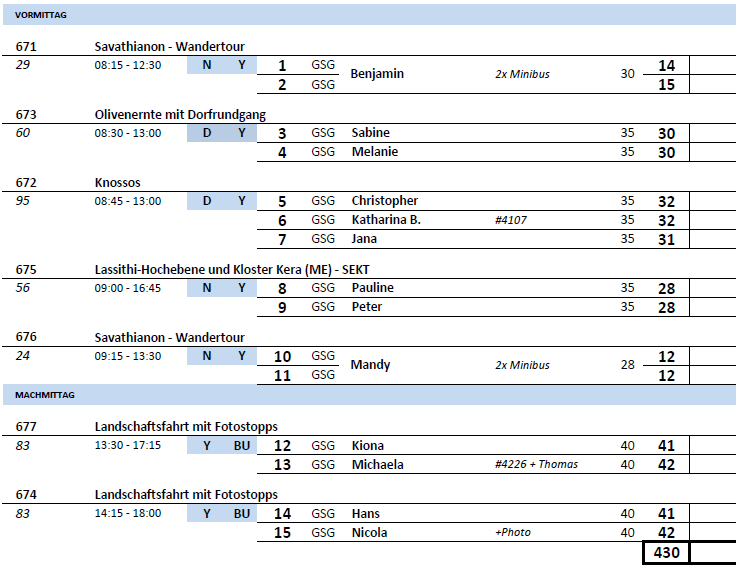 VORMITTAG
671 Savathianon - Wandertour
29 08:15 - 12:30 N Y 1 GSG Benjamin 2x Minibus 30 14
2 GSG 15
673 Olivenernte mit Dorfrundgang
60 08:30 - 13:00 D Y 3 GSG Sabine 35 30
4 GSG Melanie 35 30
672 Knossos
95 08:45 - 13:00 D Y 5 GSG Christopher 35 32
6 GSG Katharina B. #4107 35 32
7 GSG Jana 35 31
675 Lassithi-Hochebene und Kloster Kera (ME) - SEKT
56 09:00 - 16:45 N Y 8 GSG Pauline 35 28
9 GSG Peter 35 28
676 Savathianon - Wandertour
24 09:15 - 13:30 N Y 10 GSG Mandy 2x Minibus 28 12
11 GSG 12
MACHMITTAG
677 Landschaftsfahrt mit Fotostopps
83 13:30 - 17:15 Y BU 12 GSG Kiona 40 41
13 GSG Michaela #4226 + Thomas 40 42
674 Landschaftsfahrt mit Fotostopps
83 14:15 - 18:00 Y BU 14 GSG Hans 40 41
15 GSG Nicola +Photo 40 42
430